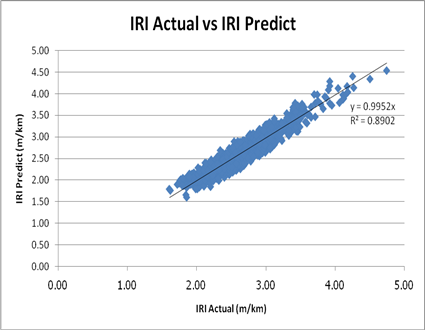 IRI Actual vs IRI Predict
5.00
4.50
4.00
3.50
3.00
2.50
2.00
1.50
1.00
0.50
0.00
IRI Predict (m/km)
y = 0.9952x
R² = 0.8902
0.00 1.00 2.00 3.00 4.00 5.00
IRI Actual (m/km)